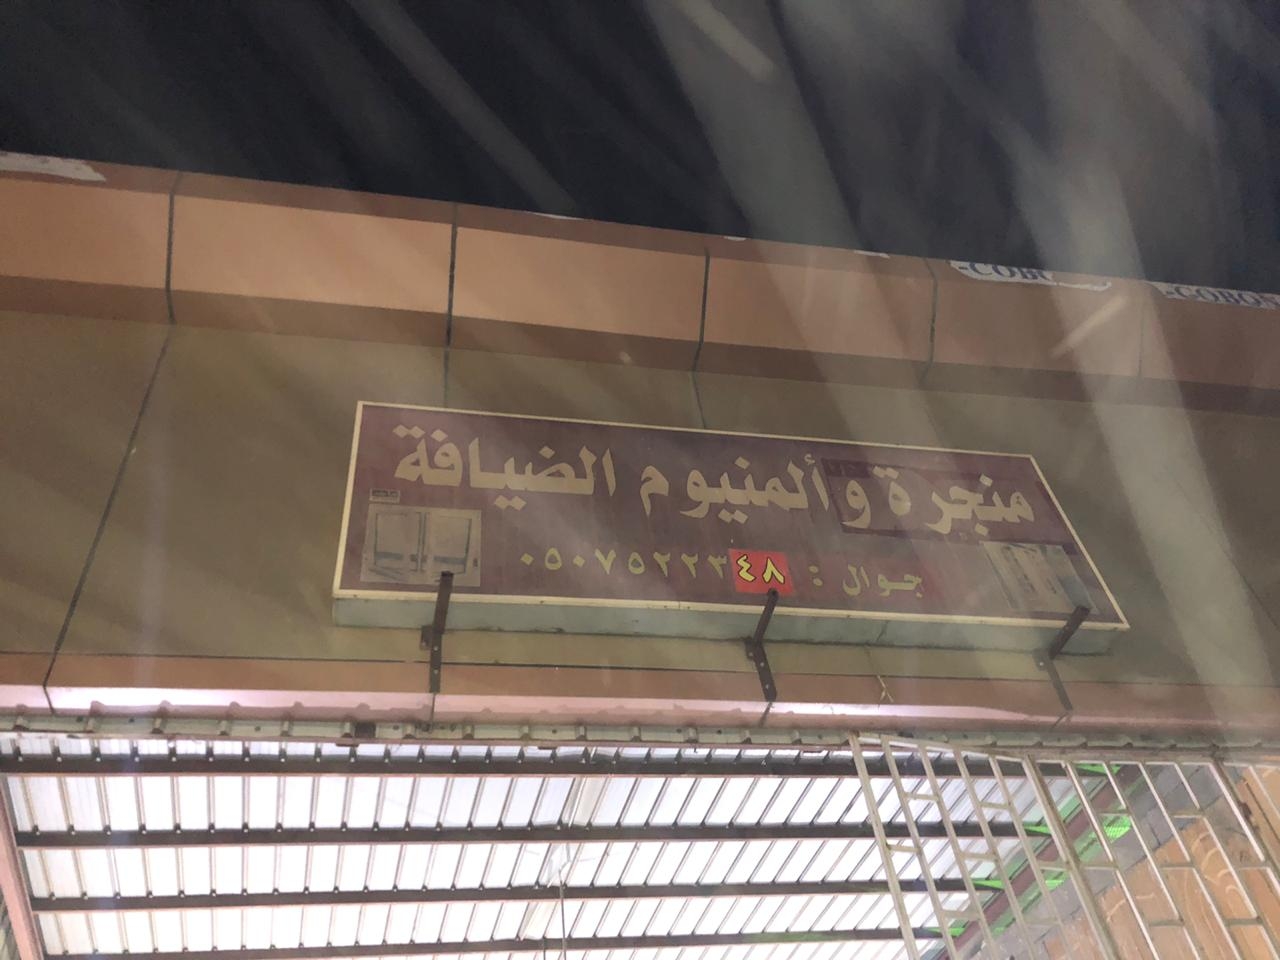 منجرة وألمنيوم الضيافة
جوال : ٠٥٠٧٥٢٢٣٤٨